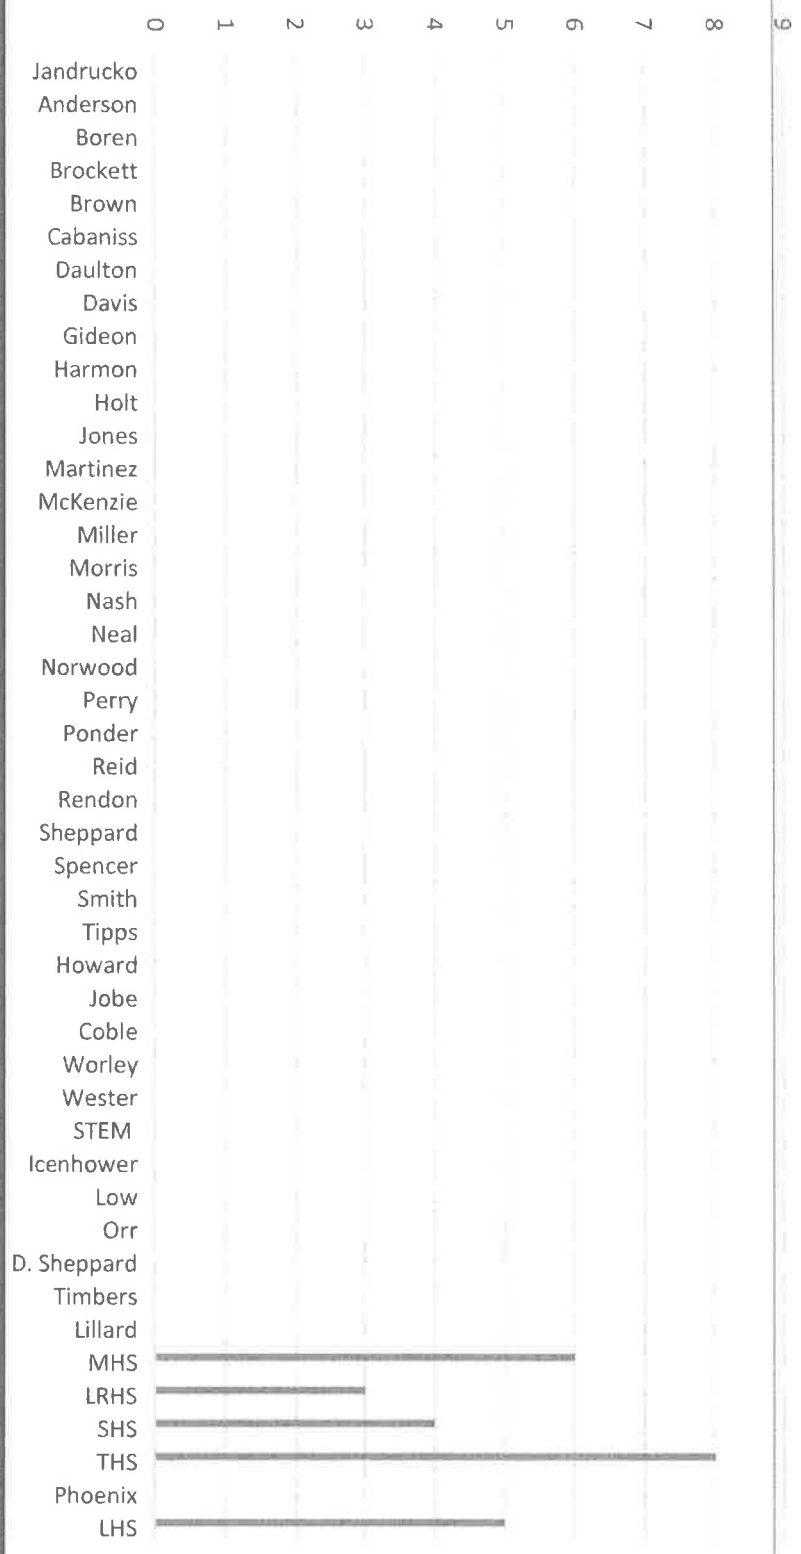 0 1 2 3 4 5 6 7 8 9
Jandrucko
Anderson
Boren
Brockett
Brown
Cabaniss
Daulton
Davis
Gideon
Harmon
Holt
Jones
Martinez
McKenzie
Miller
Morris
Nash
Neal
Norwood
Perry
Ponder
Reid
Rendon
Sheppard
Spencer
Smith
Tipps
Howard
Jobe
Coble
Worley
Wester
STEM
Icenhower
Low
Orr
D. Sheppard
Timbers
Lillard
MHS
LRHS
SHS
THS
Phoenix
LHS